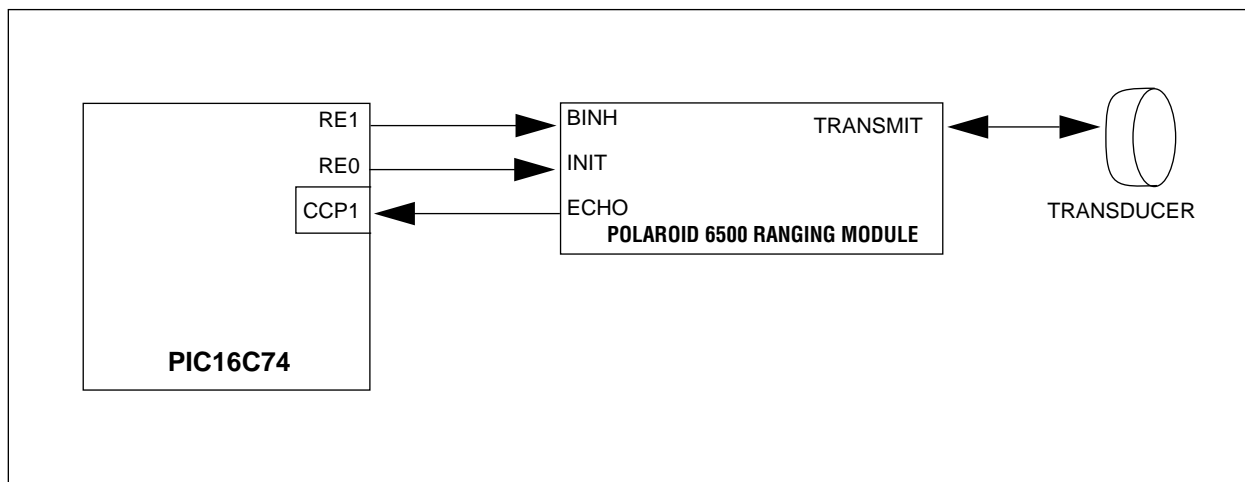 RE1
RE0
CCP1
PIC16C74
BINH
INIT
ECHO
TRANSMIT
POLAROID 6500 RANGING MODULE
TRANSDUCER